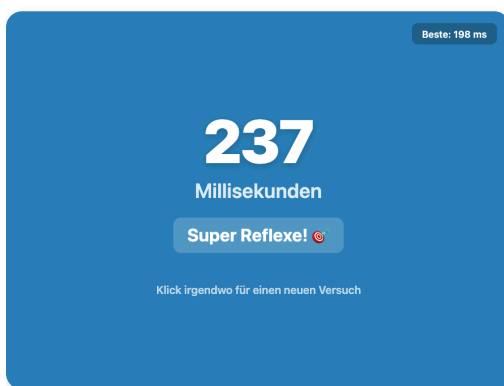 Beste: 198 ms
237
Millisekunden
Super Reflexe! 🎯
Klick irgendwo für einen neuen Versuch